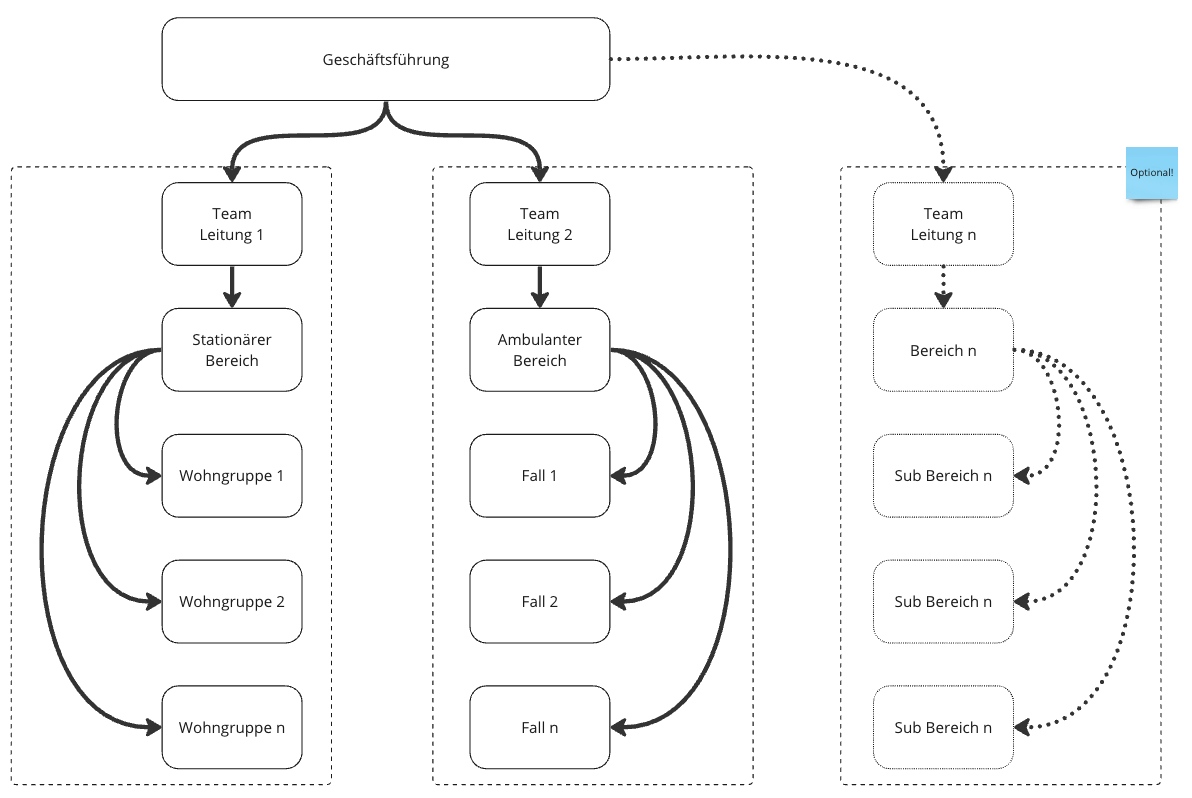 Geschäftsführung
Optional!
Team
Leitung 1
Team
Leitung 2
Team
Leitung n
Stationärer
Bereich
Ambulanter
Bereich
Bereich n
Wohngruppe 1
Fall 1
Sub Bereich n
Wohngruppe 2
Fall 2
Sub Bereich n
Wohngruppe n
Fall n
Sub Bereich n